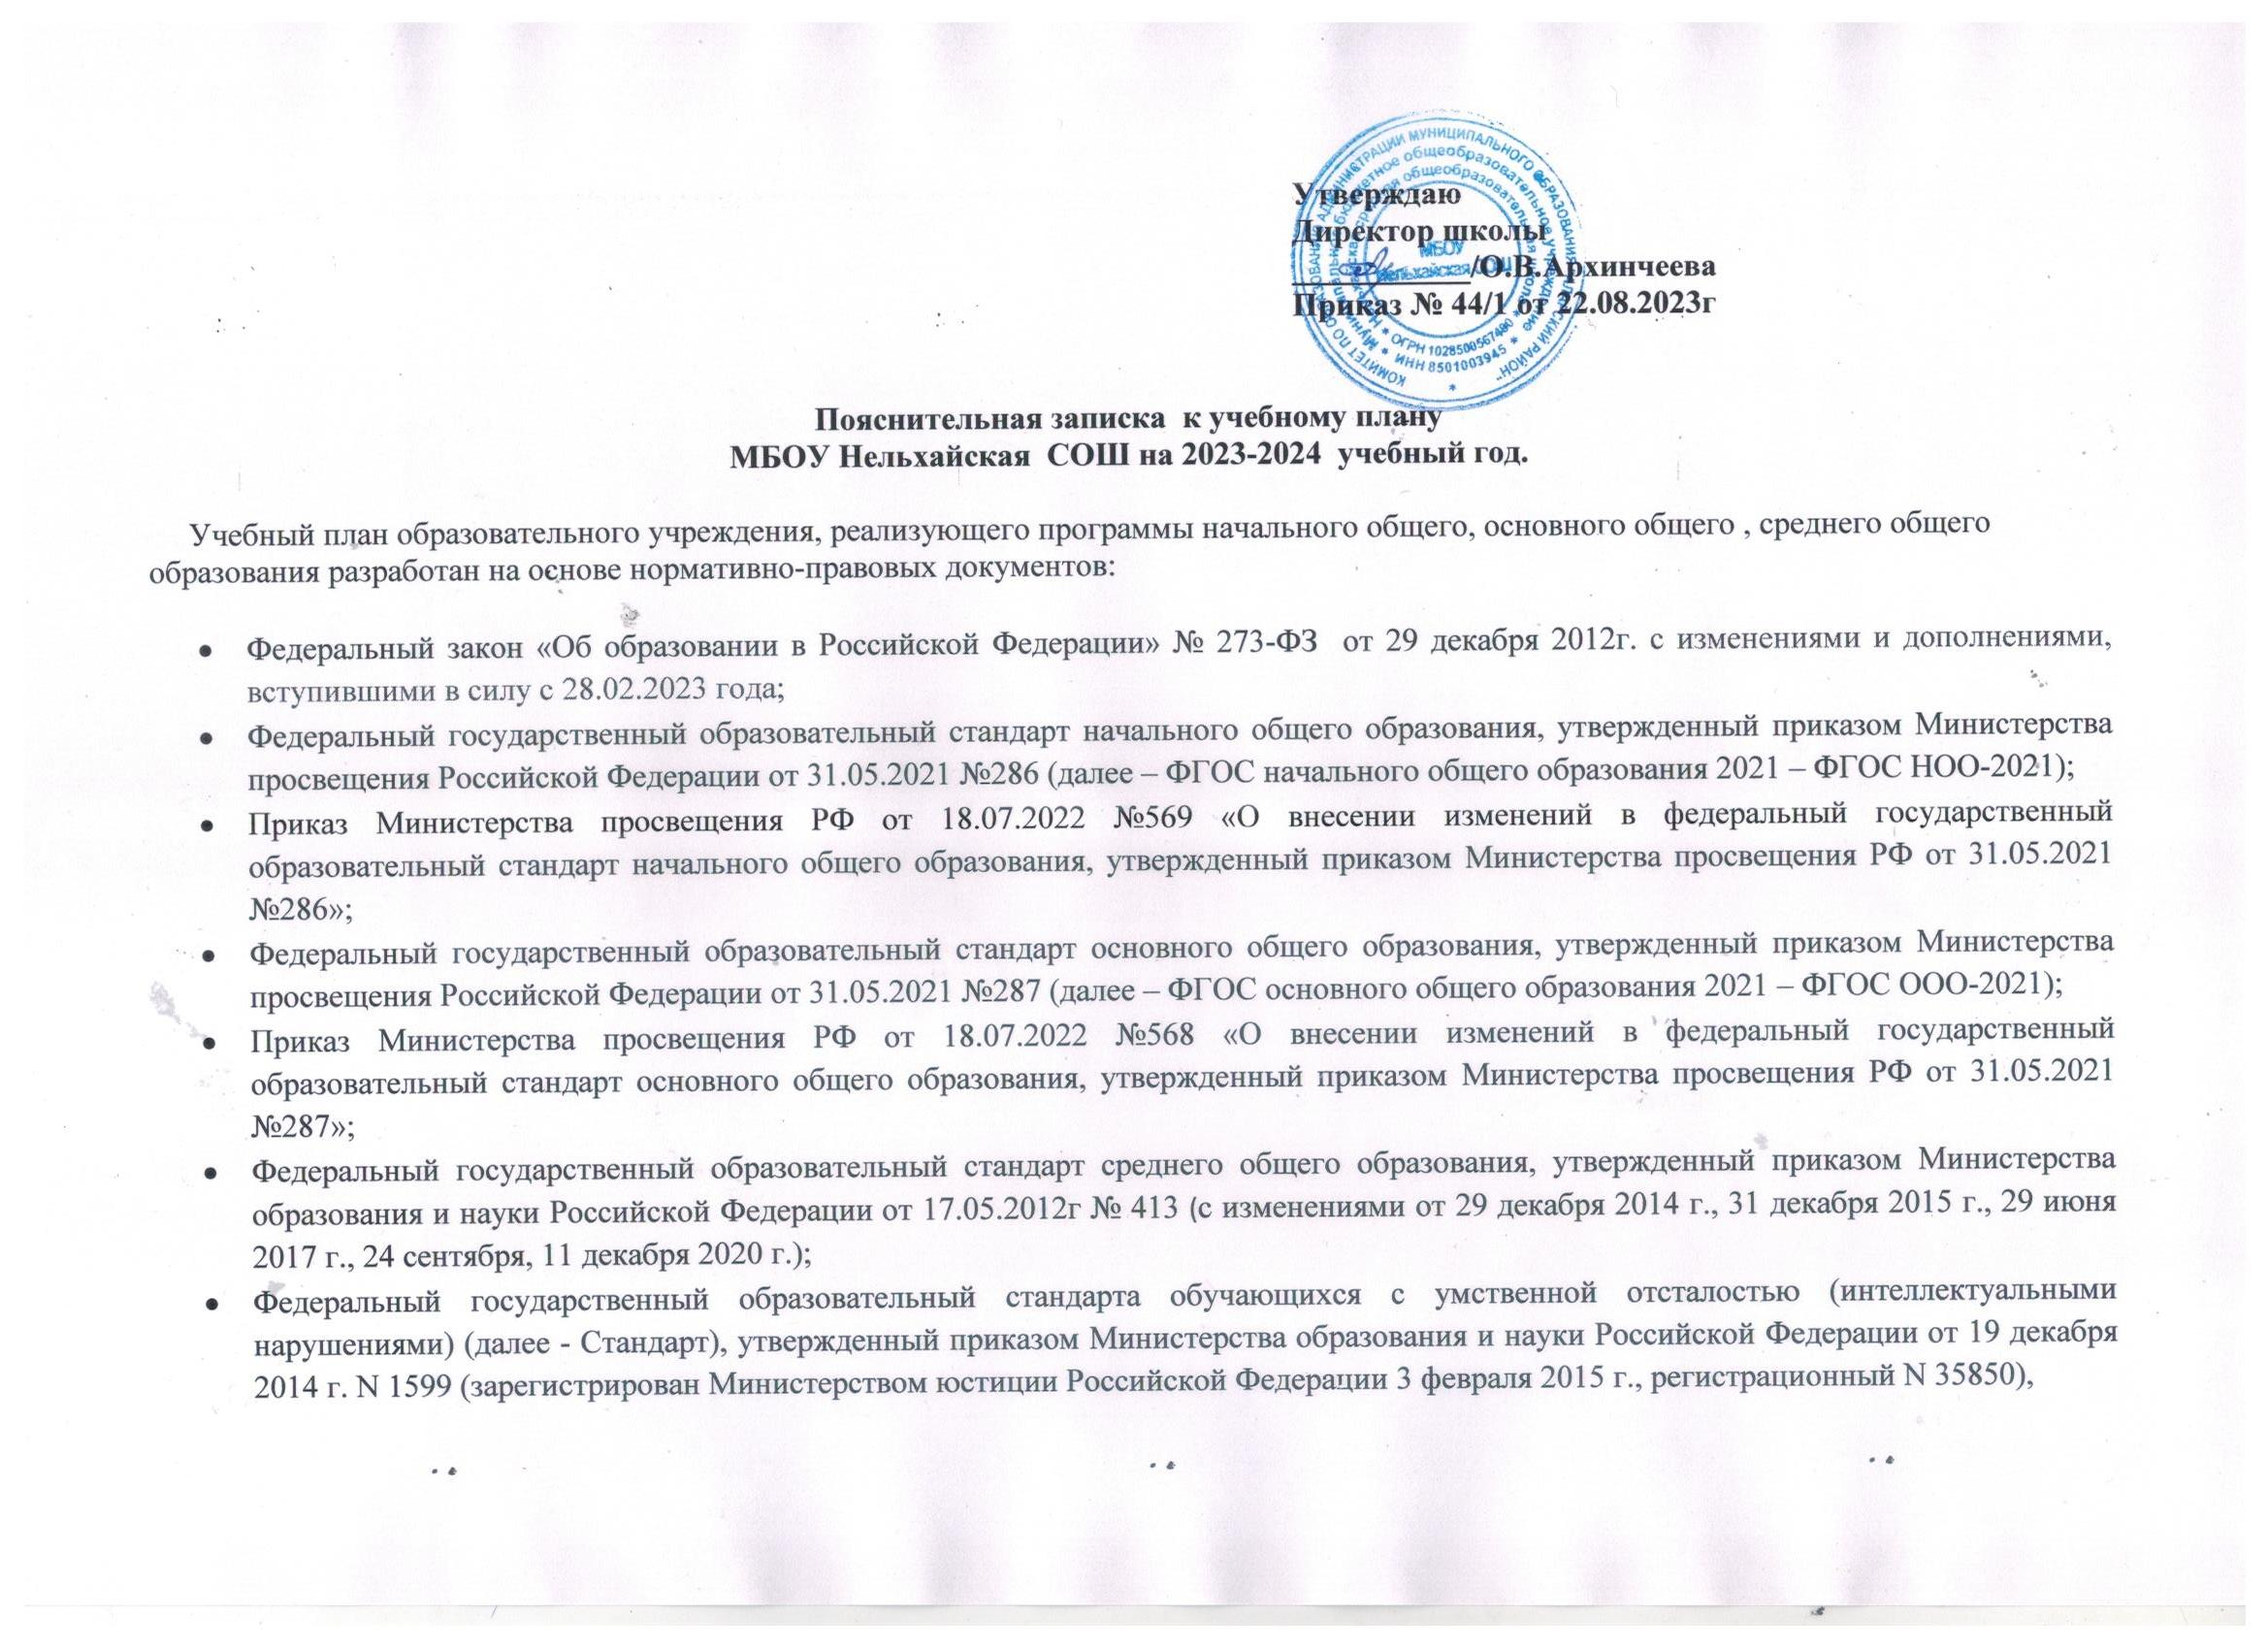 Утверждаю
Директор школы
/О.В.Архинчеева
Приказ № 44/1 от 22.08.2023г
МБОУ
Нельхайская СОШ
ОГРН 1028500567480
ИНН 8501003945
Пояснительная записка к учебному плану
МБОУ Нельхайская СОШ на 2023-2024 учебный год.
Учебный план образовательного учреждения, реализующего программы начального общего, основного общего , среднего общего
образования разработан на основе нормативно-правовых документов:
• Федеральный закон «Об образовании в Российской Федерации» № 273-ФЗ от 29 декабря 2012г. с изменениями и дополнениями,
вступившими в силу с 28.02.2023 года;
• Федеральный государственный образовательный стандарт начального общего образования, утвержденный приказом Министерства
просвещения Российской Федерации от 31.05.2021 №286 (далее – ФГОС начального общего образования 2021 – ФГОС НОО-2021);
• Приказ Министерства просвещения РФ от 18.07.2022 №569 «О внесении изменений в федеральный государственный
образовательный стандарт начального общего образования, утвержденный приказом Министерства просвещения РФ от 31.05.2021
№286»;
• Федеральный государственный образовательный стандарт основного общего образования, утвержденный приказом Министерства
просвещения Российской Федерации от 31.05.2021 №287 (далее – ФГОС основного общего образования 2021 – ФГОС ООО-2021);
• Приказ Министерства просвещения РФ от 18.07.2022 №568 «О внесении изменений в федеральный государственный
образовательный стандарт основного общего образования, утвержденный приказом Министерства просвещения РФ от 31.05.2021
№287»;
• Федеральный государственный образовательный стандарт среднего общего образования, утвержденный приказом Министерства
образования и науки Российской Федерации от 17.05.2012г № 413 (с изменениями от 29 декабря 2014 г., 31 декабря 2015 г., 29 июня
2017 г., 24 сентября, 11 декабря 2020 г.);
• Федеральный государственный образовательный стандарта обучающихся с умственной отсталостью (интеллектуальными
нарушениями) (далее - Стандарт), утвержденный приказом Министерства образования и науки Российской Федерации от 19 декабря
2014 г. N 1599 (зарегистрирован Министерством юстиции Российской Федерации 3 февраля 2015 г., регистрационный N 35850),